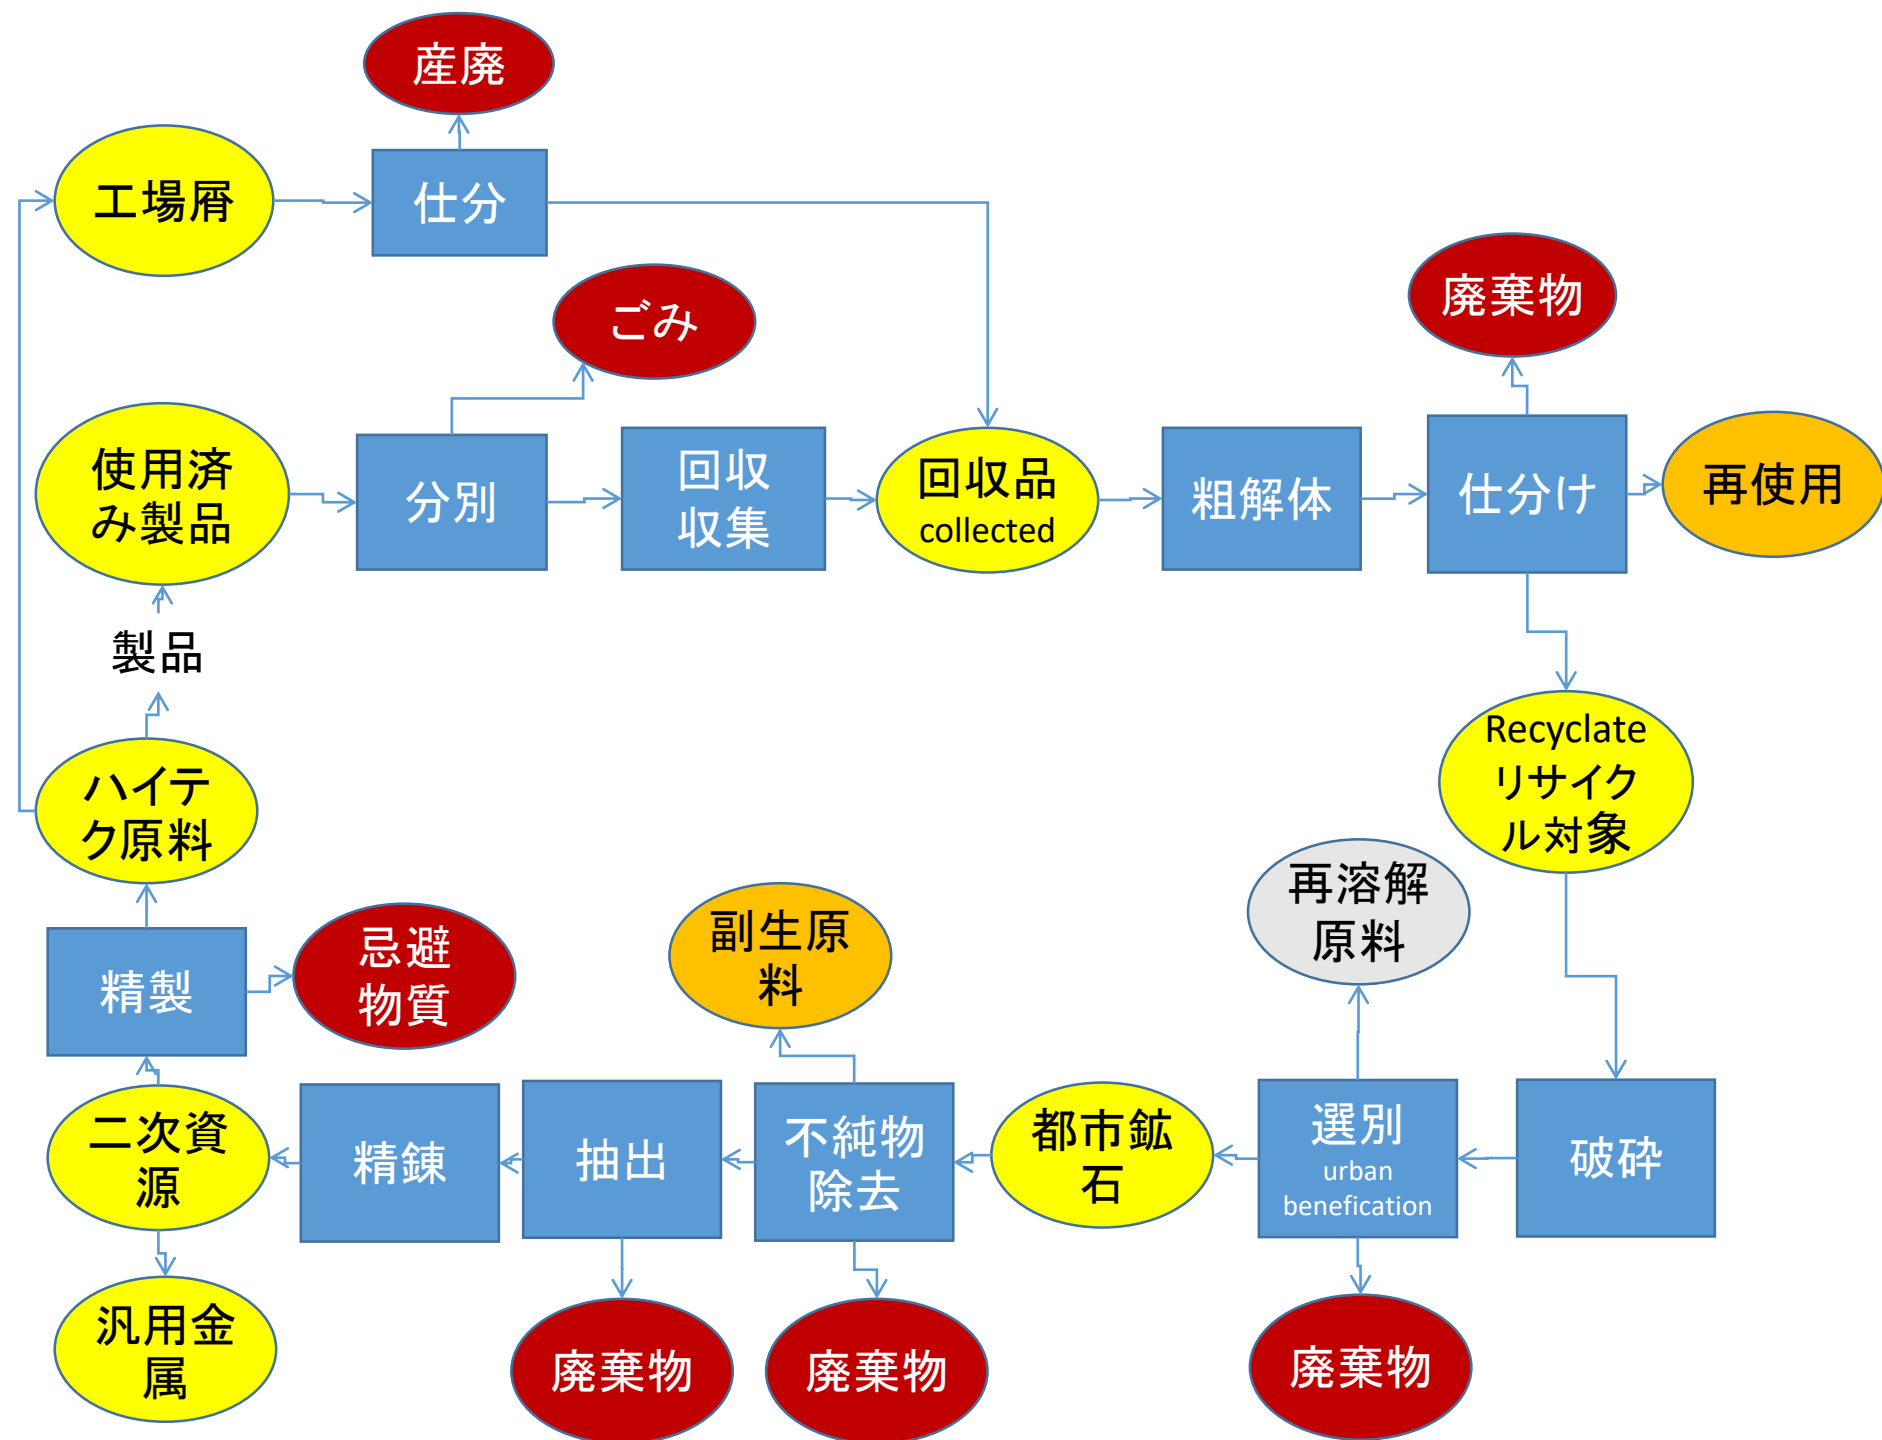 産廃
工場屑
仕分
ごみ
廃棄物
使用済
み製品
分別
回収
収集
回収品
collected
粗解体
仕分け
再使用
製品
Recyclate
リサイク
ル対象
ハイテ
ク原料
再溶解
原料
副生原
料
忌避
物質
精製
二次資
源
精錬
抽出
不純物
除去
都市鉱
石
選別
urban
benefication
破砕
汎用金
属
廃棄物
廃棄物
廃棄物